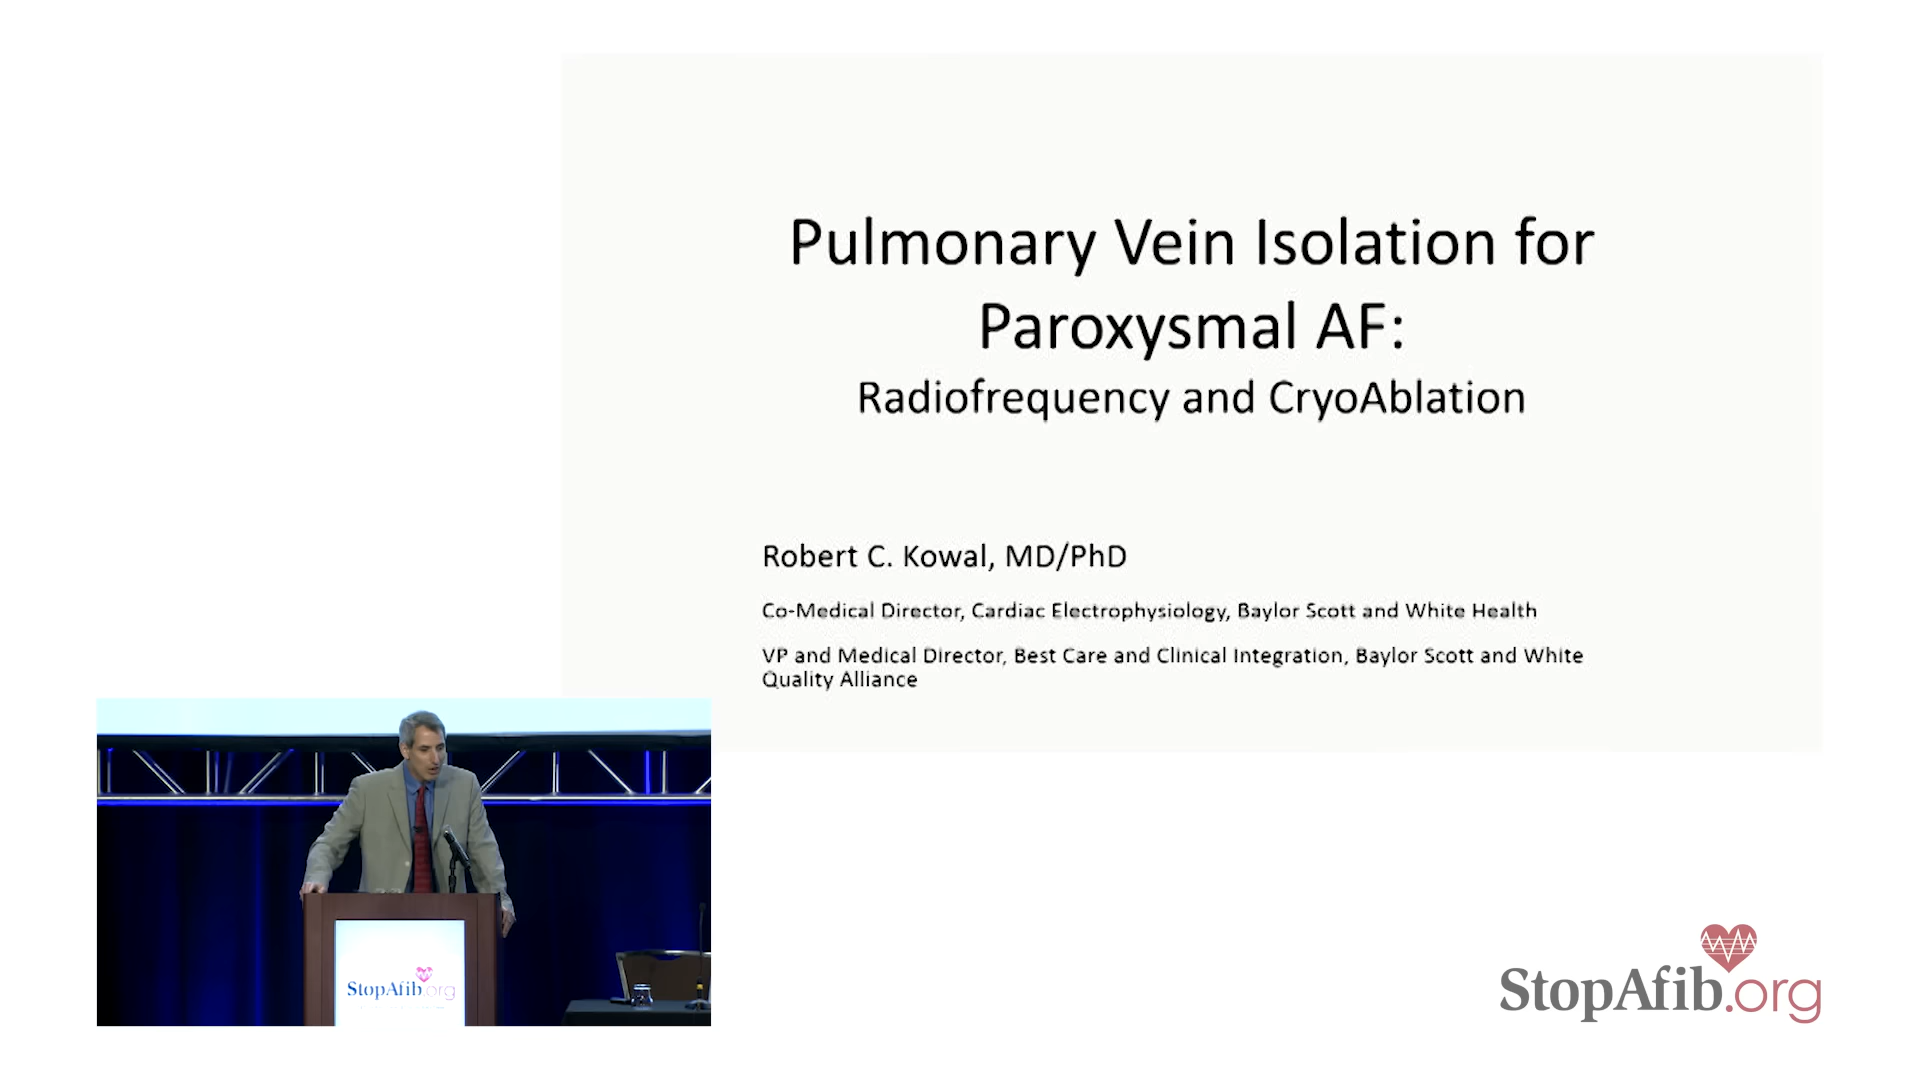 Pulmonary Vein Isolation for
Paroxysmal AF:
Radiofrequency and CryoAblation
Robert C. Kowal, MD/PhD
Co-Medical Director, Cardiac Electrophysiology, Baylor Scott and White Health
VP and Medical Director, Best Care and Clinical Integration, Baylor Scott and White
Quality Alliance
StopAfib.org
StopAfib.org